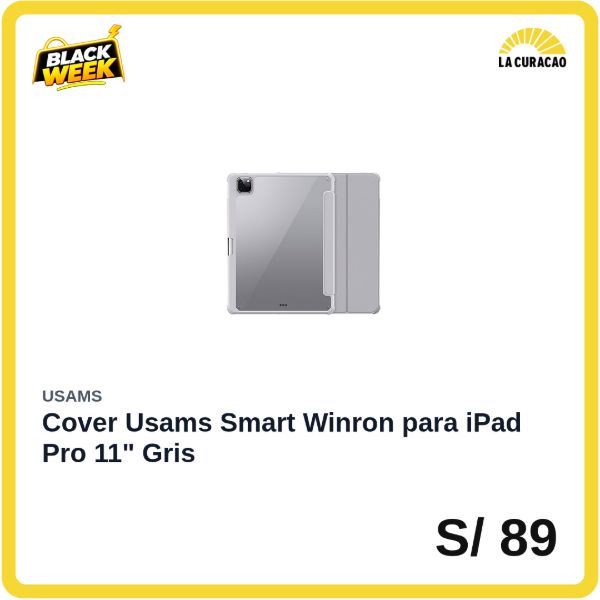 BLACK
WEEK
LA CURACAO
USAMS
Cover Usams Smart Winron para iPad
Pro 11" Gris
S/ 89